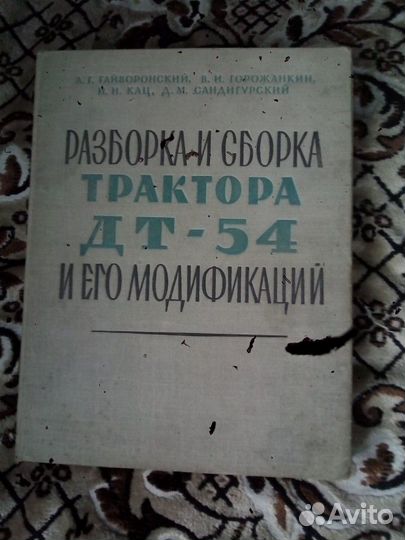 А. Г. ГАЙВОРОНСКИЙ, В. И. ГОРОЖАНКИН,
И. Н. КАЦ, Д. М. САНДИГУРСКИЙ
РАЗБОРКА И СБОРКА
ТРАКТОРА
ДТ-54
И ЕГО МОДИФИКАЦИЙ
Avito